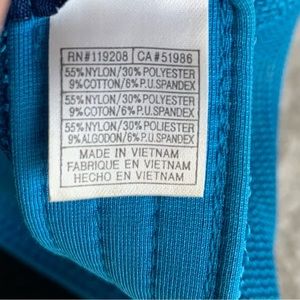 RN#119208 CA#51986
55%NYLON/30%POLYESTER
9%COTTON/6%P.U.SPANDEX
55%NYLON/30%POLYESTER
9%COTTON/6%P.U.SPANDEX
55%NYLON/30%POLIESTER
9%ALGODON/6%P.U.SPANDEX
MADE IN VIETNAM
FABRIQUE EN VIETNAM
HECHO EN VIETNAM